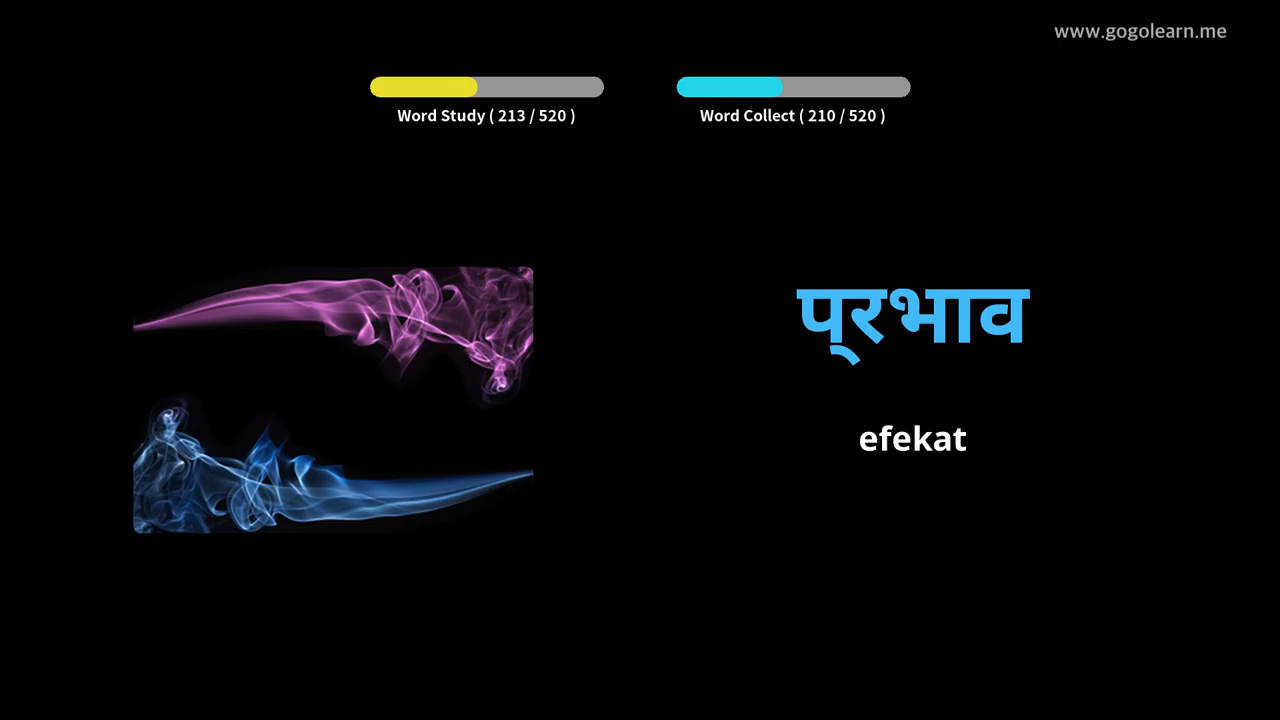 www.gogolearn.me
Word Study ( 213 / 520 )
Word Collect ( 210 / 520 )
प्रभाव
efekat